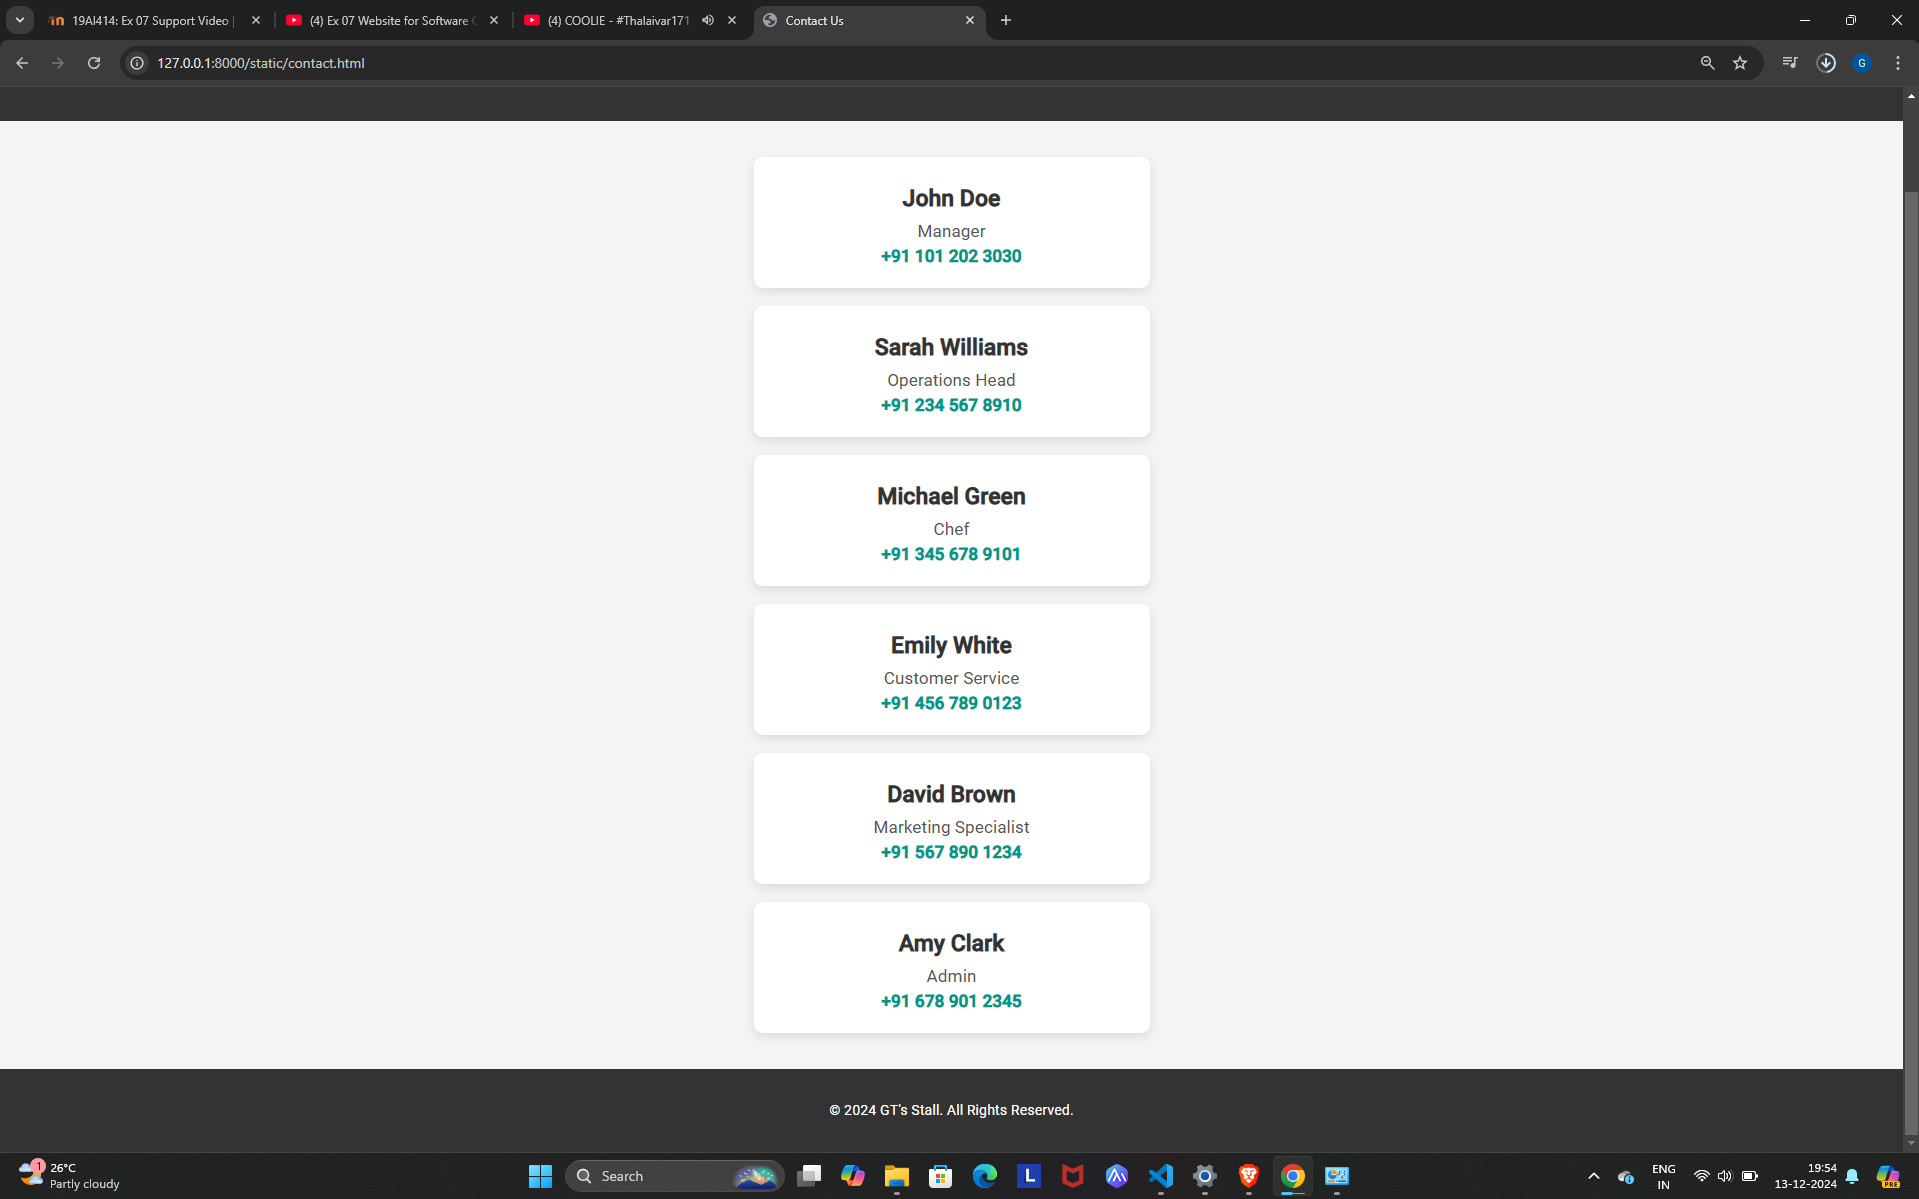 19AI414: Ex 07 Support Video |
(4) Ex 07 Website for Software C
(4) COOLIE - #Thalaivar171
Contact Us
127.0.0.1:8000/static/contact.html
G
John Doe
Manager
+91 101 202 3030
Sarah Williams
Operations Head
+91 234 567 8910
Michael Green
Chef
+91 345 678 9101
Emily White
Customer Service
+91 456 789 0123
David Brown
Marketing Specialist
+91 567 890 1234
Amy Clark
Admin
+91 678 901 2345
© 2024 GT's Stall. All Rights Reserved.
1
26°C
Partly cloudy
Search
L
ENG
IN
19:54
13-12-2024
PRE